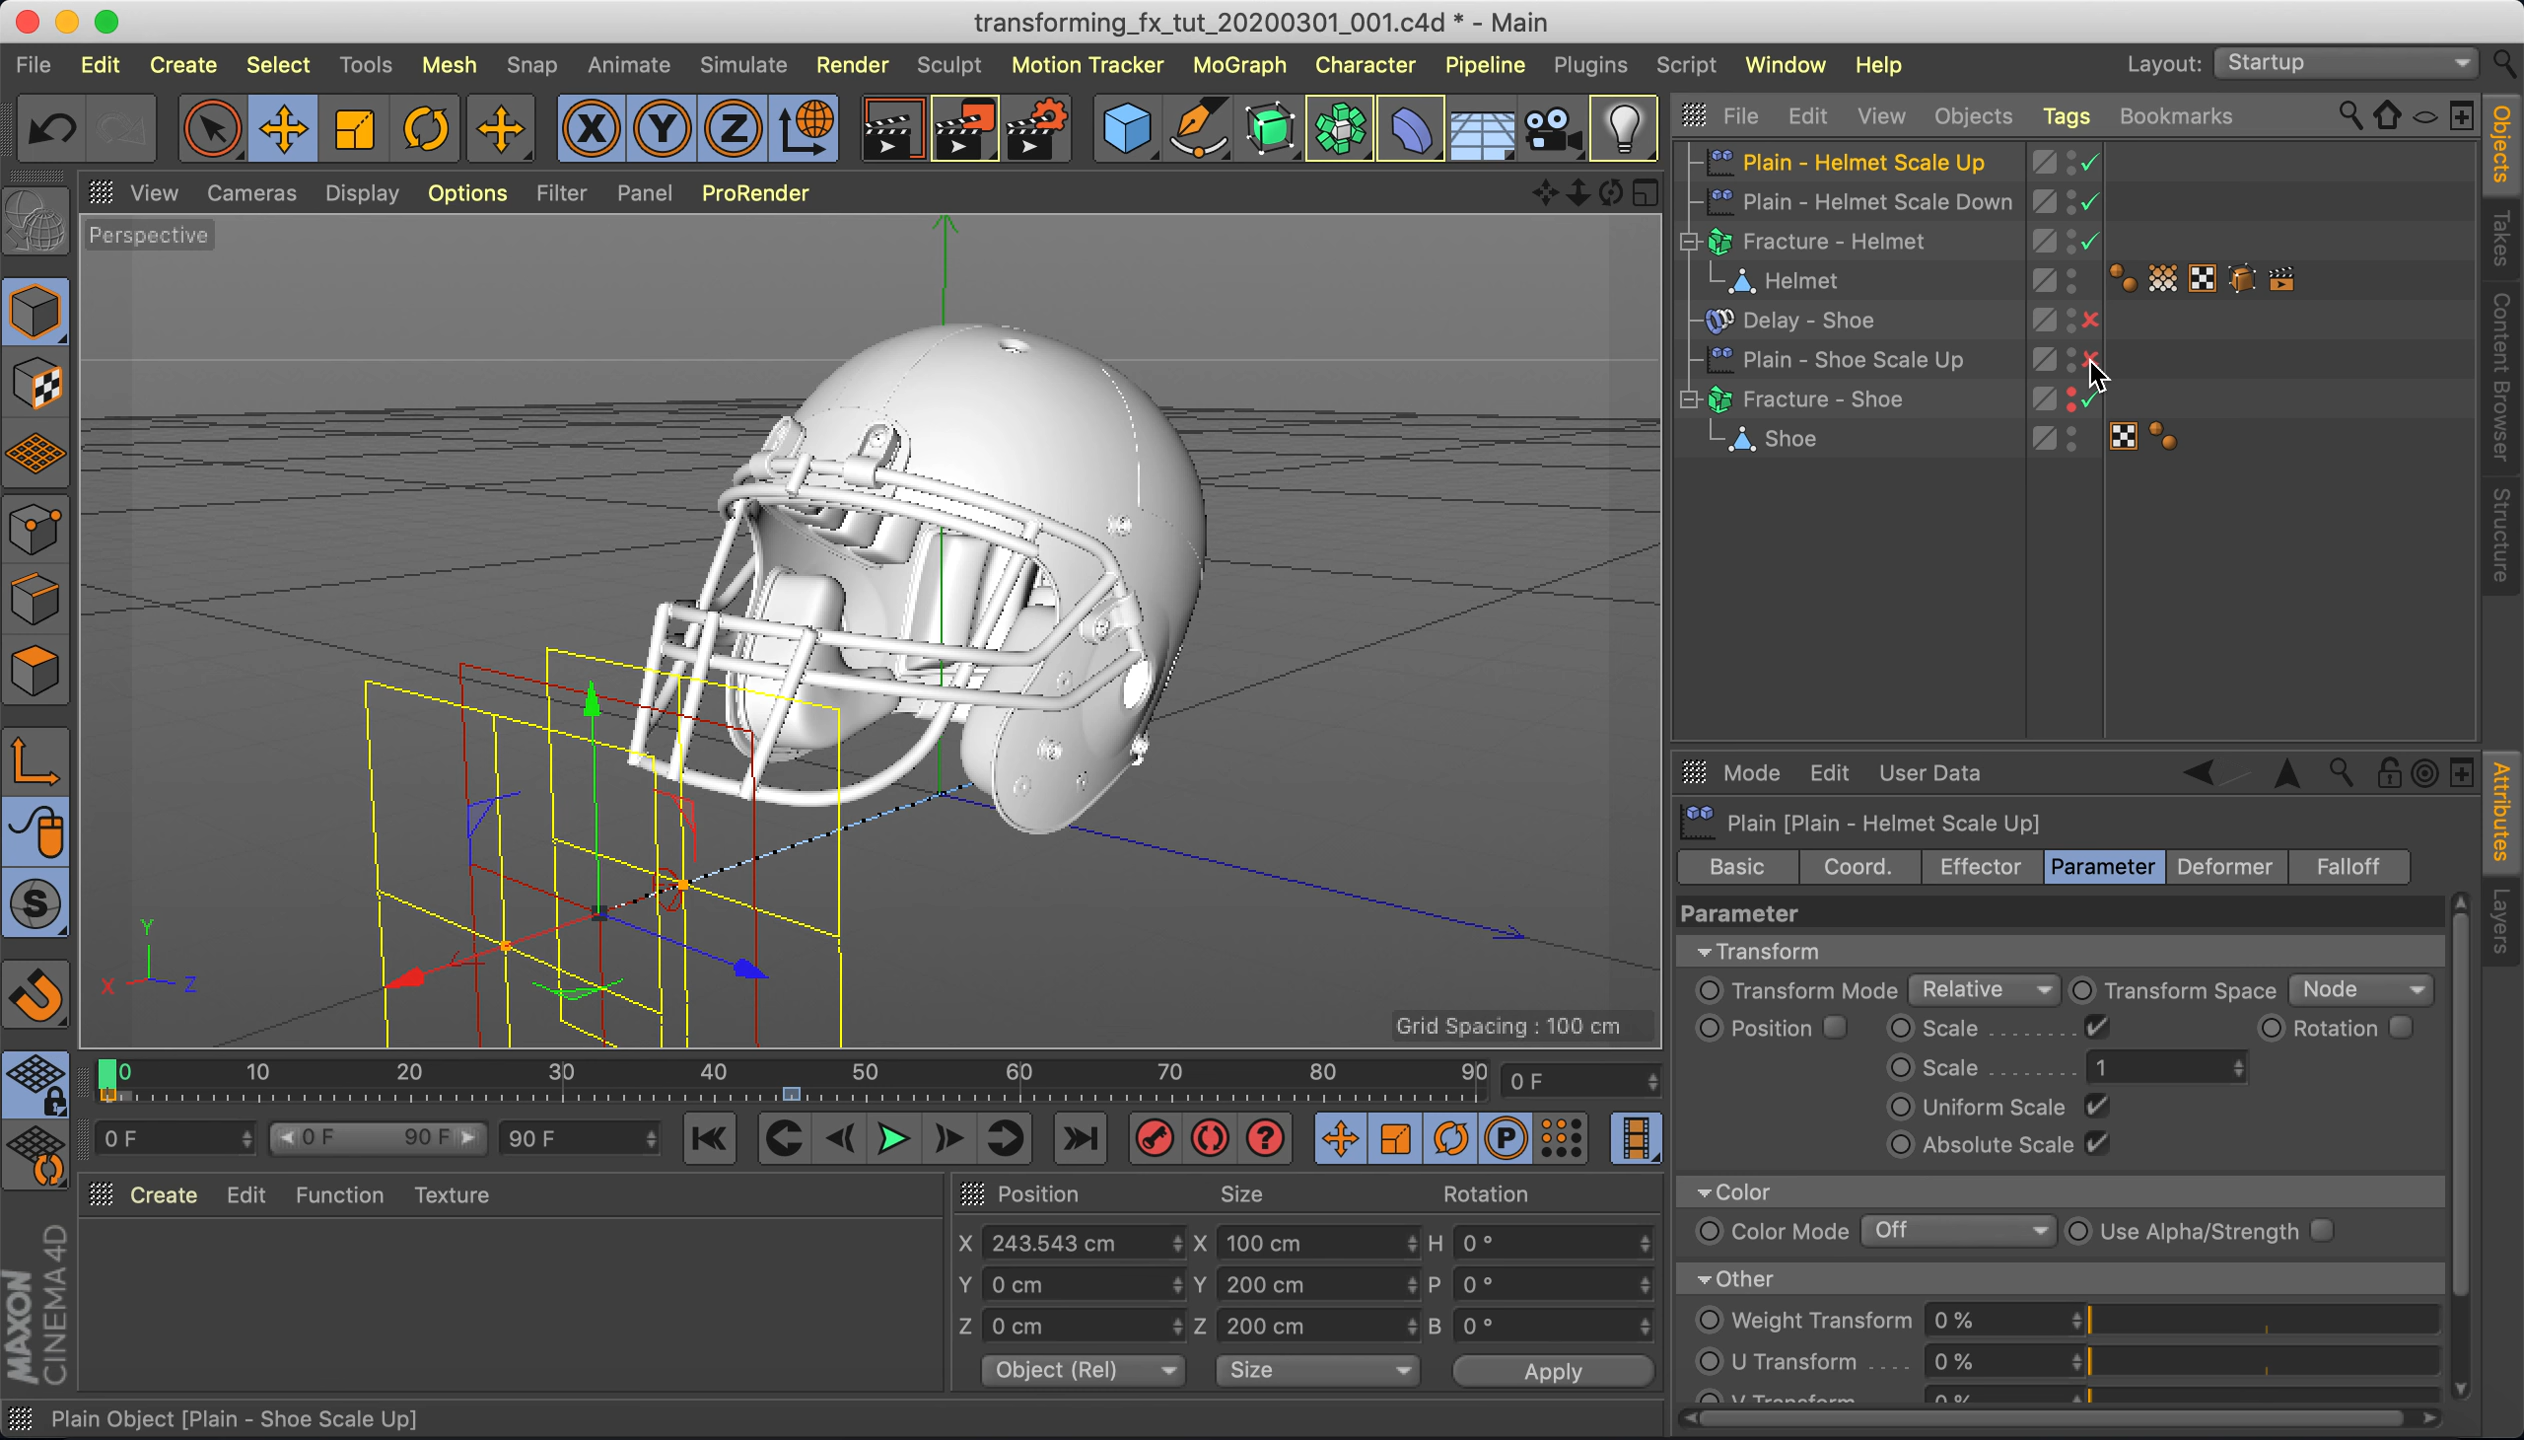 transforming_fx_tut_20200301_001.c4d * - Main
File Edit Create Select Tools Mesh Snap Animate Simulate Render Sculpt Motion Tracker MoGraph Character Pipeline Plugins Script Window Help Layout: Startup
X Y Z
File Edit View Objects Tags Bookmarks
View Cameras Display Options Filter Panel ProRender
Perspective
Plain - Helmet Scale Up
Plain - Helmet Scale Down
Fracture - Helmet
Helmet
Delay - Shoe
Plain - Shoe Scale Up
Fracture - Shoe
Shoe
Objects
Takes
Content Browser
Structure
Y
X Z
Grid Spacing : 100 cm
S
0 10 20 30 40 50 60 70 80 90 0 F
0 F 0 F 90 F 90 F
? P
Create Edit Function Texture
Position Size Rotation
X 243.543 cm X 100 cm H 0 °
Y 0 cm Y 200 cm P 0 °
Z 0 cm Z 200 cm B 0 °
Object (Rel) Size Apply
MAXON
CINEMA 4D
Plain Object [Plain - Shoe Scale Up]
Mode Edit User Data
Plain [Plain - Helmet Scale Up]
Basic Coord. Effector Parameter Deformer Falloff
Parameter
Transform
Transform Mode Relative Transform Space Node
Position Scale . . . . . . . . Rotation
Scale . . . . . . . . 1
Uniform Scale
Absolute Scale
Color
Color Mode Off Use Alpha/Strength
Other
Weight Transform 0 %
U Transform . . . . 0 %
V Transform 0 %
Attributes
Layers